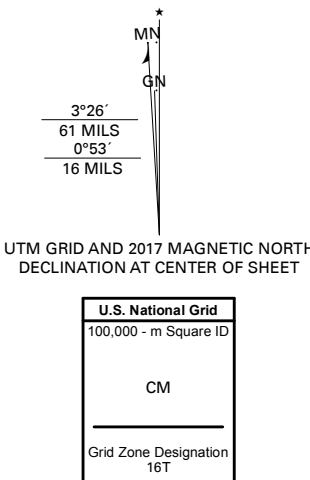 MN
GN
3°26´
61 MILS
0°53´
16 MILS
UTM GRID AND 2017 MAGNETIC NORTH
DECLINATION AT CENTER OF SHEET
U.S. National Grid
100,000 - m Square ID
CM
Grid Zone Designation
16T